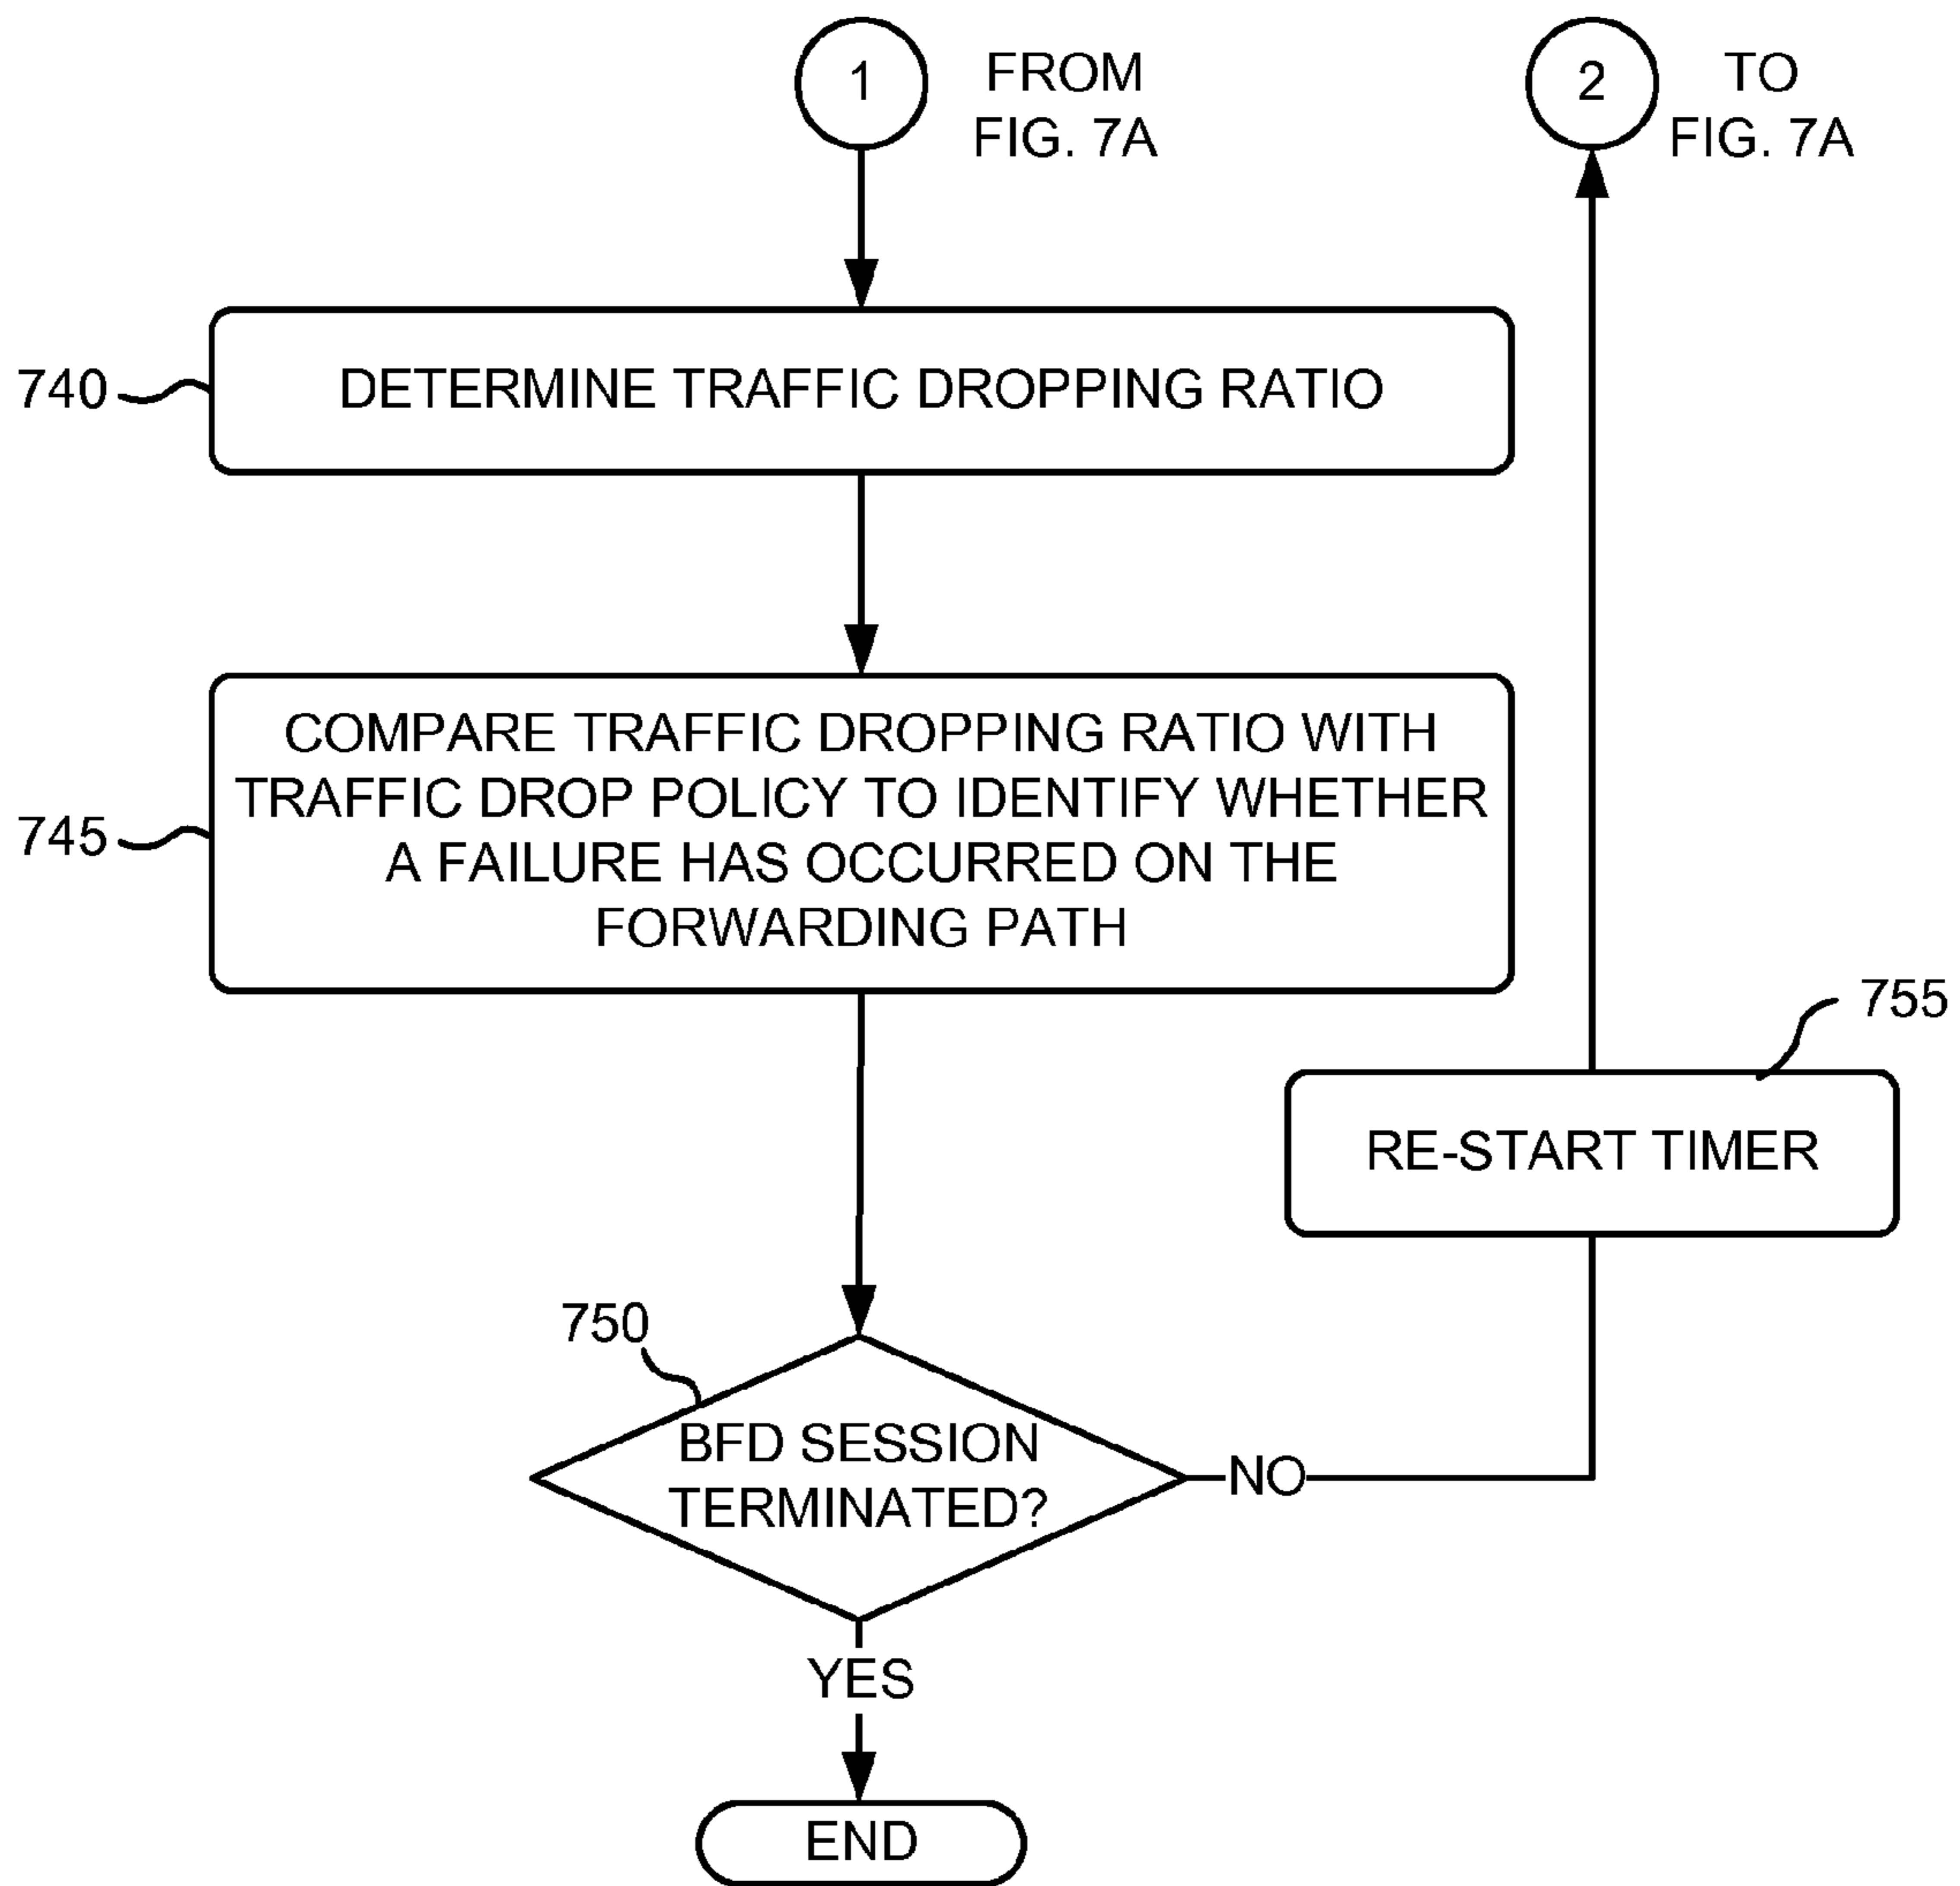 1
FROM
FIG. 7A
2
TO
FIG. 7A
740
DETERMINE TRAFFIC DROPPING RATIO
745
COMPARE TRAFFIC DROPPING RATIO WITH
TRAFFIC DROP POLICY TO IDENTIFY WHETHER
A FAILURE HAS OCCURRED ON THE
FORWARDING PATH
755
RE-START TIMER
750
BFD SESSION
TERMINATED?
NO
YES
END